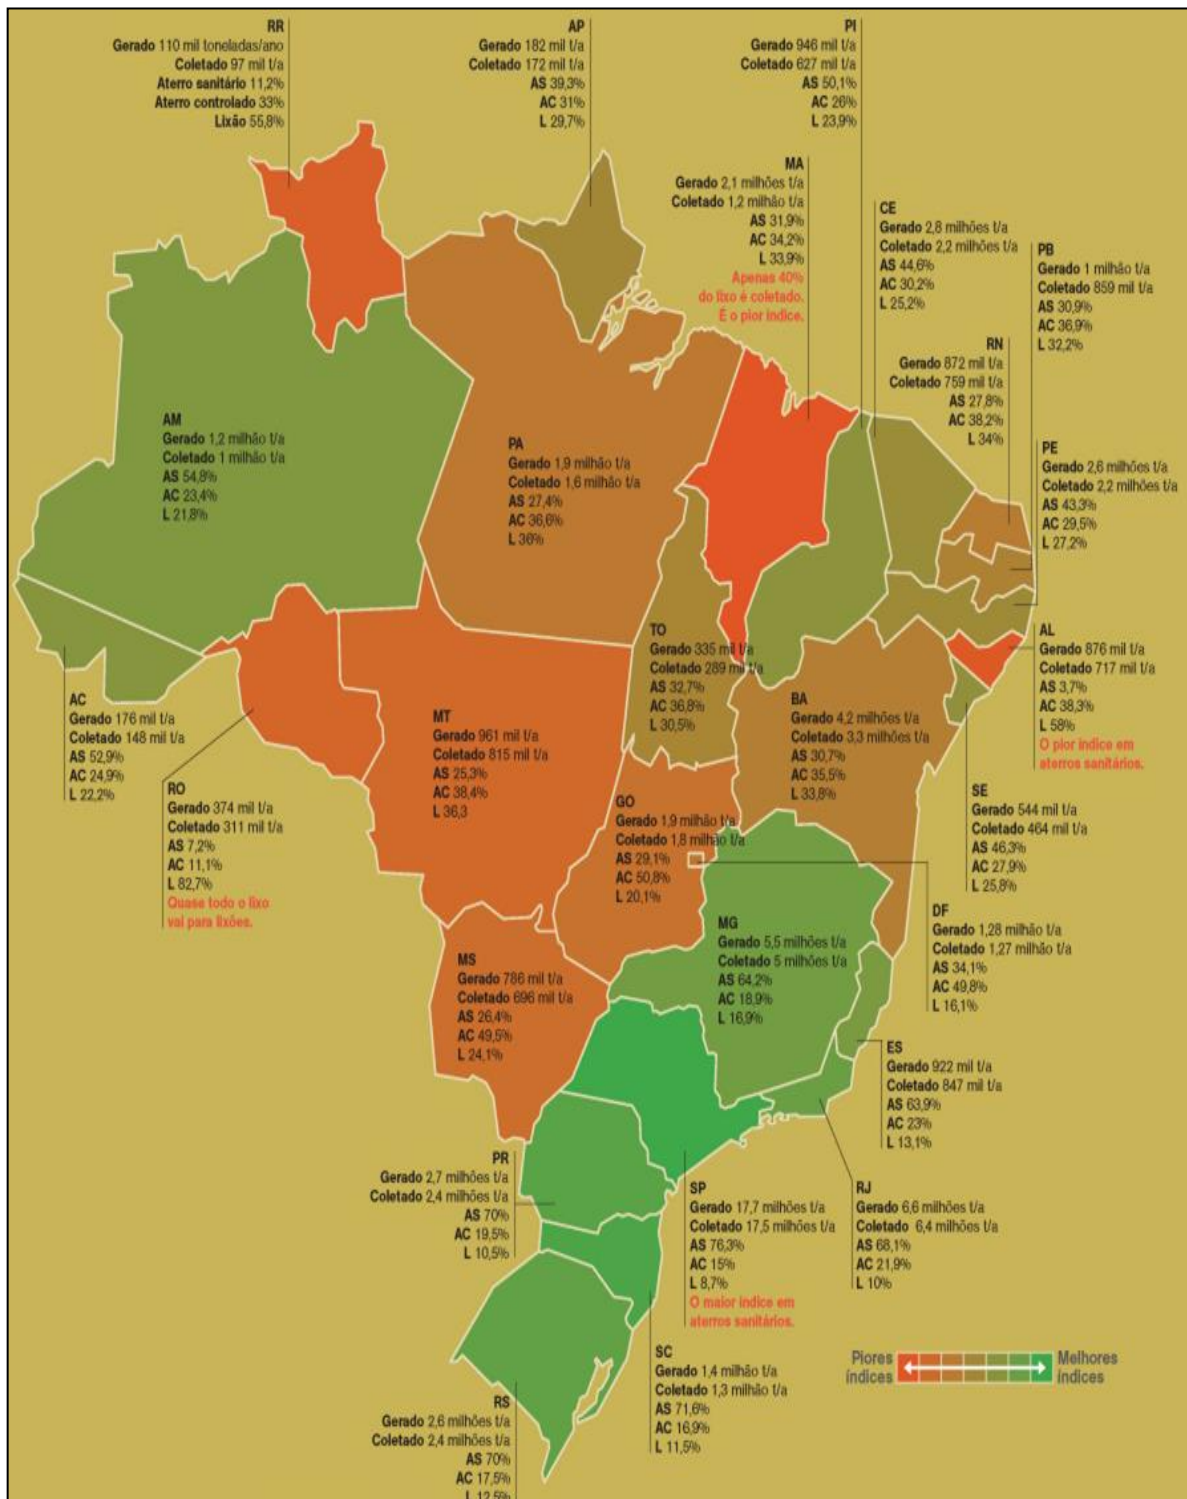 RR
Gerado 110 mil toneladas/ano
Coletado 97 mil t/a
Aterro sanitário 11,2%
Aterro controlado 33%
Lixão 55,8%
AP
Gerado 182 mil t/a
Coletado 172 mil t/a
AS 39,3%
AC 31%
L 29,7%
PI
Gerado 946 mil t/a
Coletado 627 mil t/a
AS 50,1%
AC 26%
L 23,9%
MA
Gerado 2,1 milhões t/a
Coletado 1,2 milhão t/a
AS 31,9%
AC 34,2%
L 33,9%
Apenas 40%
do lixo é coletado.
É o pior índice.
CE
Gerado 2,8 milhões t/a
Coletado 2,2 milhões t/a
AS 44,6%
AC 30,2%
L 25,2%
PB
Gerado 1 milhão t/a
Coletado 859 mil t/a
AS 30,9%
AC 36,9%
L 32,2%
RN
Gerado 872 mil t/a
Coletado 759 mil t/a
AS 27,8%
AC 38,2%
L 34%
PE
Gerado 2,6 milhões t/a
Coletado 2,2 milhões t/a
AS 43,3%
AC 29,5%
L 27,2%
AM
Gerado 1,2 milhão t/a
Coletado 1 milhão t/a
AS 54,8%
AC 23,4%
L 21,8%
PA
Gerado 1,9 milhão t/a
Coletado 1,6 milhão t/a
AS 27,4%
AC 36,6%
L 36%
TO
Gerado 335 mil t/a
Coletado 289 mil t/a
AS 32,7%
AC 36,8%
L 30,5%
AL
Gerado 876 mil t/a
Coletado 717 mil t/a
AS 3,7%
AC 38,3%
L 58%
O pior índice em
aterros sanitários.
AC
Gerado 176 mil t/a
Coletado 148 mil t/a
AS 52,9%
AC 24,9%
L 22,2%
RO
Gerado 374 mil t/a
Coletado 311 mil t/a
AS 7,2%
AC 11,1%
L 82,7%
Quase todo o lixo
vai para lixões.
MT
Gerado 961 mil t/a
Coletado 815 mil t/a
AS 25,3%
AC 38,4%
L 36,3
BA
Gerado 4,2 milhões t/a
Coletado 3,3 milhões t/a
AS 30,7%
AC 35,5%
L 33,8%
GO
Gerado 1,9 milhão t/a
Coletado 1,8 milhão t/a
AS 29,1%
AC 50,8%
L 20,1%
SE
Gerado 544 mil t/a
Coletado 464 mil t/a
AS 46,3%
AC 27,9%
L 25,8%
DF
Gerado 1,28 milhão t/a
Coletado 1,27 milhão t/a
AS 34,1%
AC 49,8%
L 16,1%
MG
Gerado 5,5 milhões t/a
Coletado 5 milhões t/a
AS 64,2%
AC 18,9%
L 16,9%
MS
Gerado 786 mil t/a
Coletado 696 mil t/a
AS 26,4%
AC 49,5%
L 24,1%
ES
Gerado 922 mil t/a
Coletado 847 mil t/a
AS 63,9%
AC 23%
L 13,1%
PR
Gerado 2,7 milhões t/a
Coletado 2,4 milhões t/a
AS 70%
AC 19,5%
L 10,5%
SP
Gerado 17,7 milhões t/a
Coletado 17,5 milhões t/a
AS 76,3%
AC 15%
L 8,7%
O maior índice em
aterros sanitários.
RJ
Gerado 6,6 milhões t/a
Coletado 6,4 milhões t/a
AS 68,1%
AC 21,9%
L 10%
SC
Gerado 1,4 milhão t/a
Coletado 1,3 milhão t/a
AS 71,6%
AC 16,9%
L 11,5%
RS
Gerado 2,6 milhões t/a
Coletado 2,4 milhões t/a
AS 70%
AC 17,5%
L 12,5%
Piores
índices
Melhores
índices